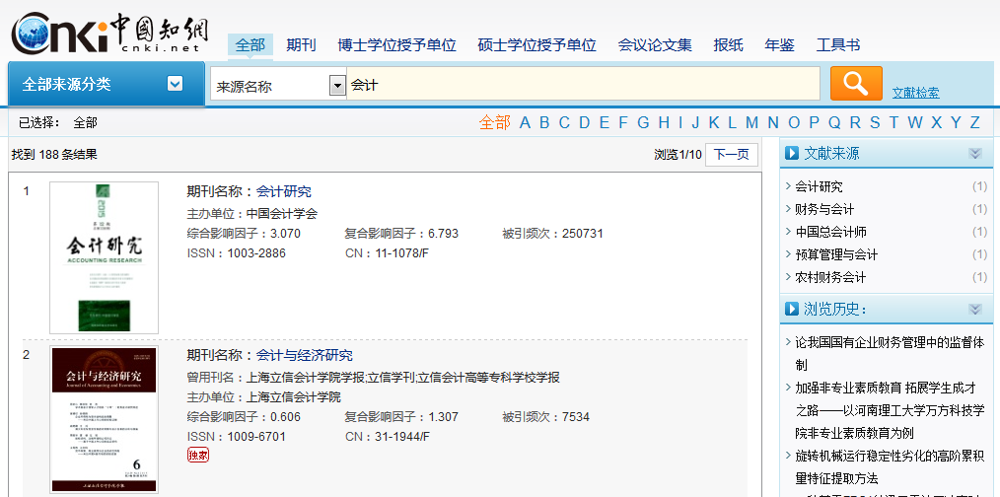 Cnki 中國知網
cnki.net
全部 期刊 博士学位授予单位 硕士学位授予单位 会议论文集 报纸 年鉴 工具书
全部来源分类 来源名称 会计 文献检索
已选择： 全部 全部 A B C D E F G H I J K L M N O P Q R S T W X Y Z
找到 188 条结果 浏览1/10 下一页
1
会计研究
ACCOUNTING RESEARCH
期刊名称：会计研究
主办单位：中国会计学会
综合影响因子：3.070 复合影响因子：6.793 被引频次：250731
ISSN：1003-2886 CN：11-1078/F
2
会计与经济研究
Journal of Accounting and Economics
6
期刊名称：会计与经济研究
曾用刊名：上海立信会计学院学报;立信学刊;立信会计高等专科学校学报
主办单位：上海立信会计学院
综合影响因子：0.606 复合影响因子：1.307 被引频次：7534
ISSN：1009-6701 CN：31-1944/F
独家
文献来源
会计研究 (1)
财务与会计 (1)
中国总会计师 (1)
预算管理与会计 (1)
农村财务会计 (1)
浏览历史：
论我国国有企业财务管理中的监督体
制
加强非专业素质教育 拓展学生成才
之路——以河南理工大学万方科技学
院非专业素质教育为例
旋转机械运行稳定性劣化的高阶累积
量特征提取方法